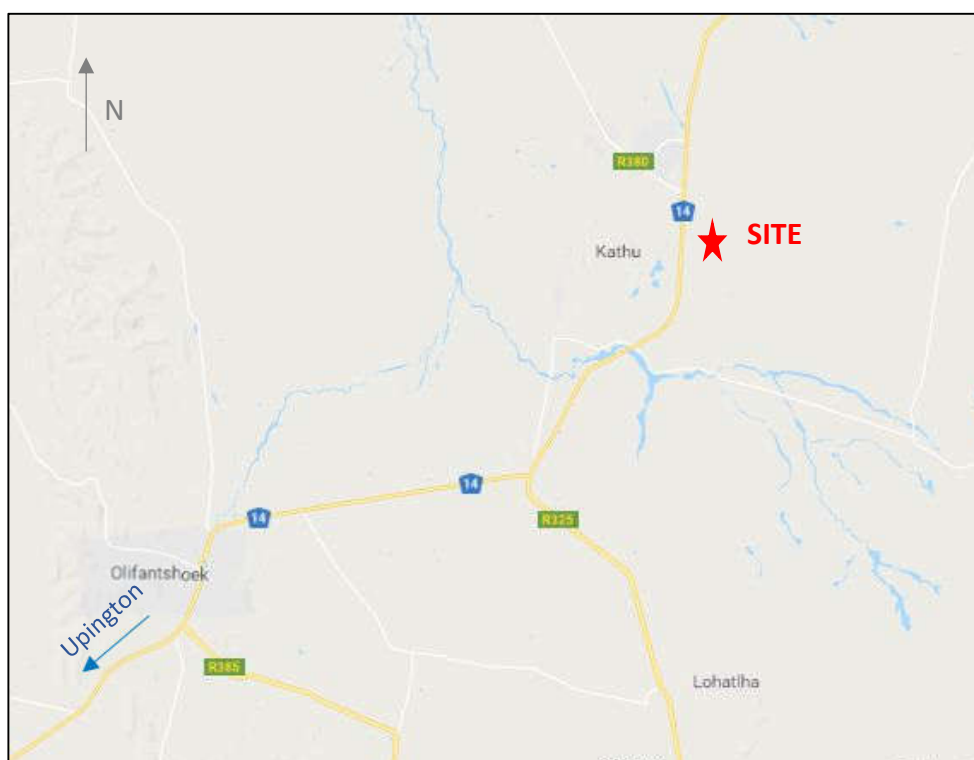 N
R380
14
SITE
Kathu
14
14
R325
Olifantshoek
Upington
R385
Lohatlha